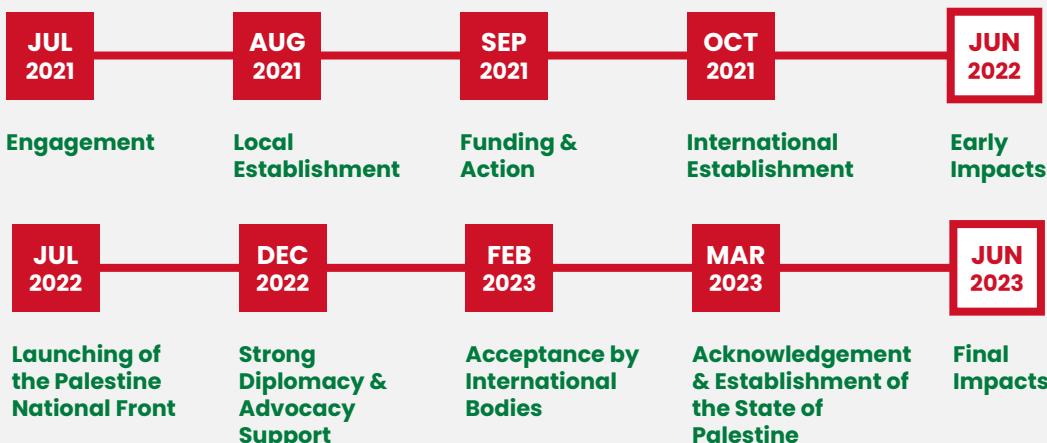 JUL
2021
AUG
2021
SEP
2021
OCT
2021
JUN
2022
Engagement
Local
Establishment
Funding &
Action
International
Establishment
Early
Impacts
JUL
2022
DEC
2022
FEB
2023
MAR
2023
JUN
2023
Launching of
the Palestine
National Front
Strong
Diplomacy &
Advocacy
Support
Acceptance by
International
Bodies
Acknowledgement
& Establishment of
the State of
Palestine
Final
Impacts